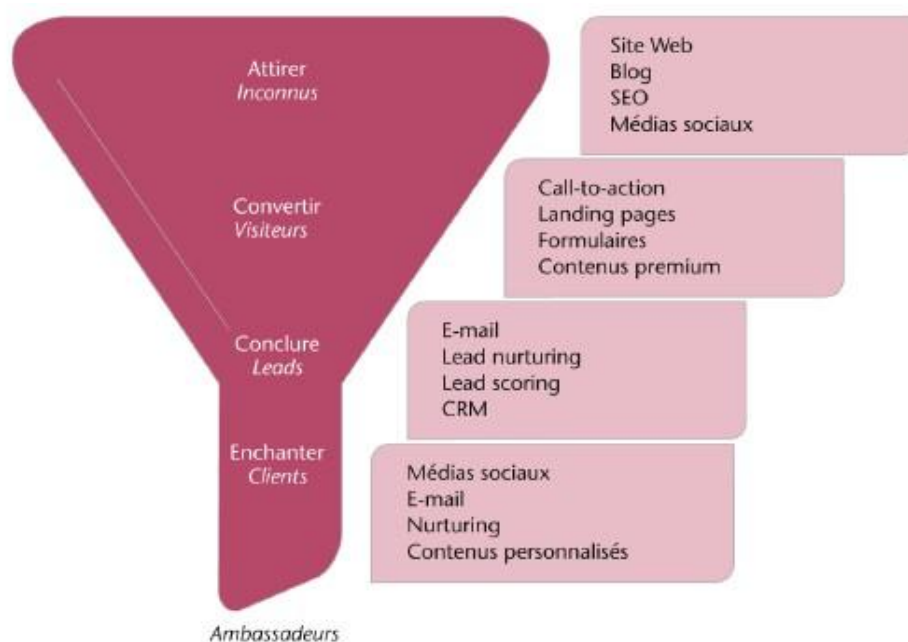 Attirer
Inconnus
Site Web
Blog
SEO
Médias sociaux
Convertir
Visiteurs
Call-to-action
Landing pages
Formulaires
Contenus premium
Conclure
Leads
E-mail
Lead nurturing
Lead scoring
CRM
Enchanter
Clients
Médias sociaux
E-mail
Nurturing
Contenus personnalisés
Ambassadeurs